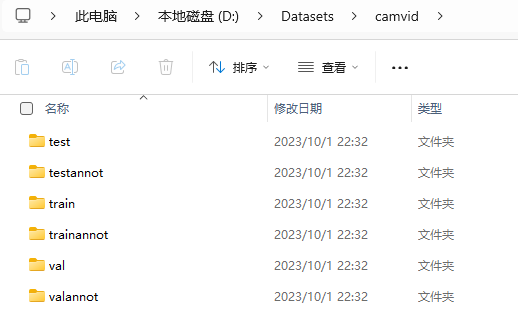 此电脑 本地磁盘 (D:) Datasets camvid
排序 查看
名称 修改日期 类型
test 2023/10/1 22:32 文件夹
testannot 2023/10/1 22:32 文件夹
train 2023/10/1 22:32 文件夹
trainannot 2023/10/1 22:32 文件夹
val 2023/10/1 22:32 文件夹
valannot 2023/10/1 22:32 文件夹